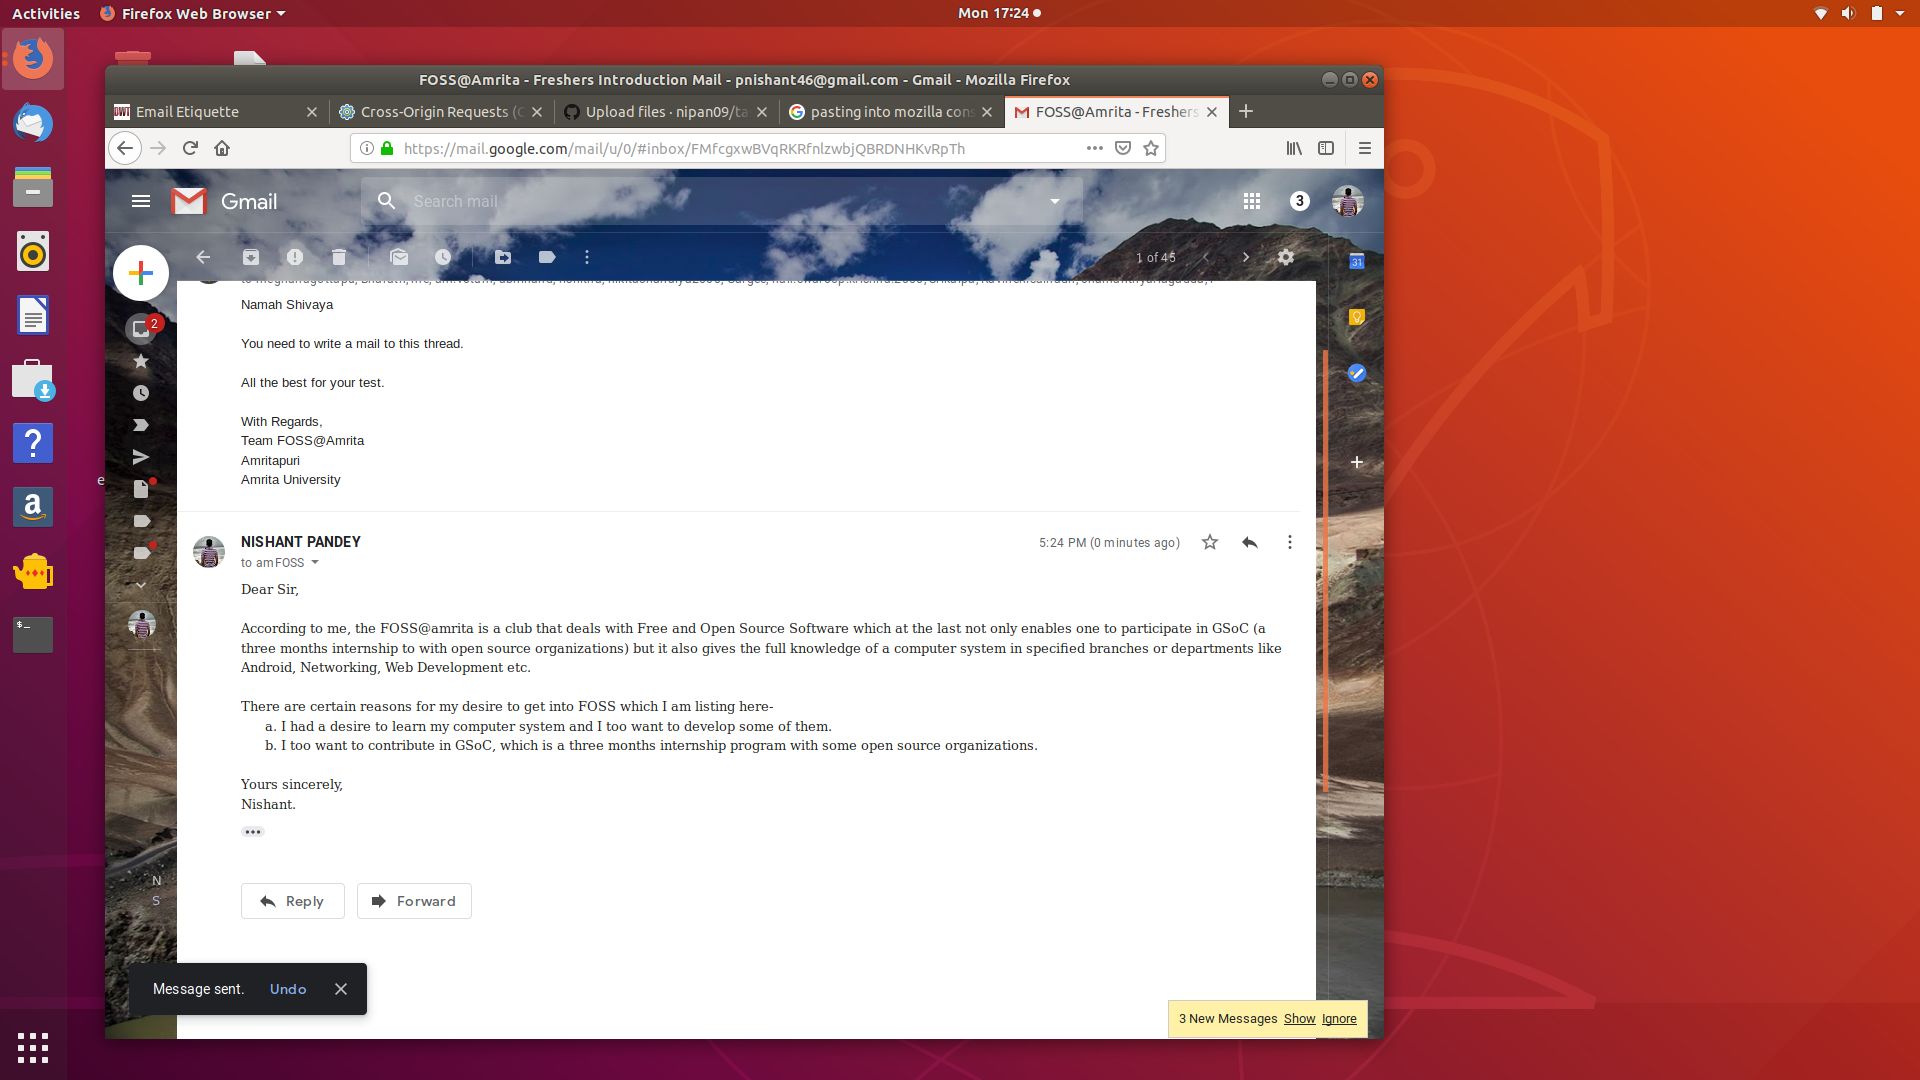 Activities
Firefox Web Browser
Mon 17:24
FOSS@Amrita - Freshers Introduction Mail - pnishant46@gmail.com - Gmail - Mozilla Firefox
Email Etiquette
Cross-Origin Requests (C
Upload files · nipan09/ta
pasting into mozilla cons
FOSS@Amrita - Freshers
https://mail.google.com/mail/u/0/#inbox/FMfcgxwBVqRKRfnlzwbjQBRDNHKvRpTh
Gmail
Search mail
3
1 of 45
31
2
Namah Shivaya
You need to write a mail to this thread.
All the best for your test.
With Regards,
Team FOSS@Amrita
Amritapuri
Amrita University
e
NISHANT PANDEY
5:24 PM (0 minutes ago)
to amFOSS
Dear Sir,
According to me, the FOSS@amrita is a club that deals with Free and Open Source Software which at the last not only enables one to participate in GSoC (a
three months internship to with open source organizations) but it also gives the full knowledge of a computer system in specified branches or departments like
Android, Networking, Web Development etc.
There are certain reasons for my desire to get into FOSS which I am listing here-
a. I had a desire to learn my computer system and I too want to develop some of them.
b. I too want to contribute in GSoC, which is a three months internship program with some open source organizations.
Yours sincerely,
Nishant.
N
S
Reply
Forward
Message sent.
Undo
3 New Messages Show Ignore